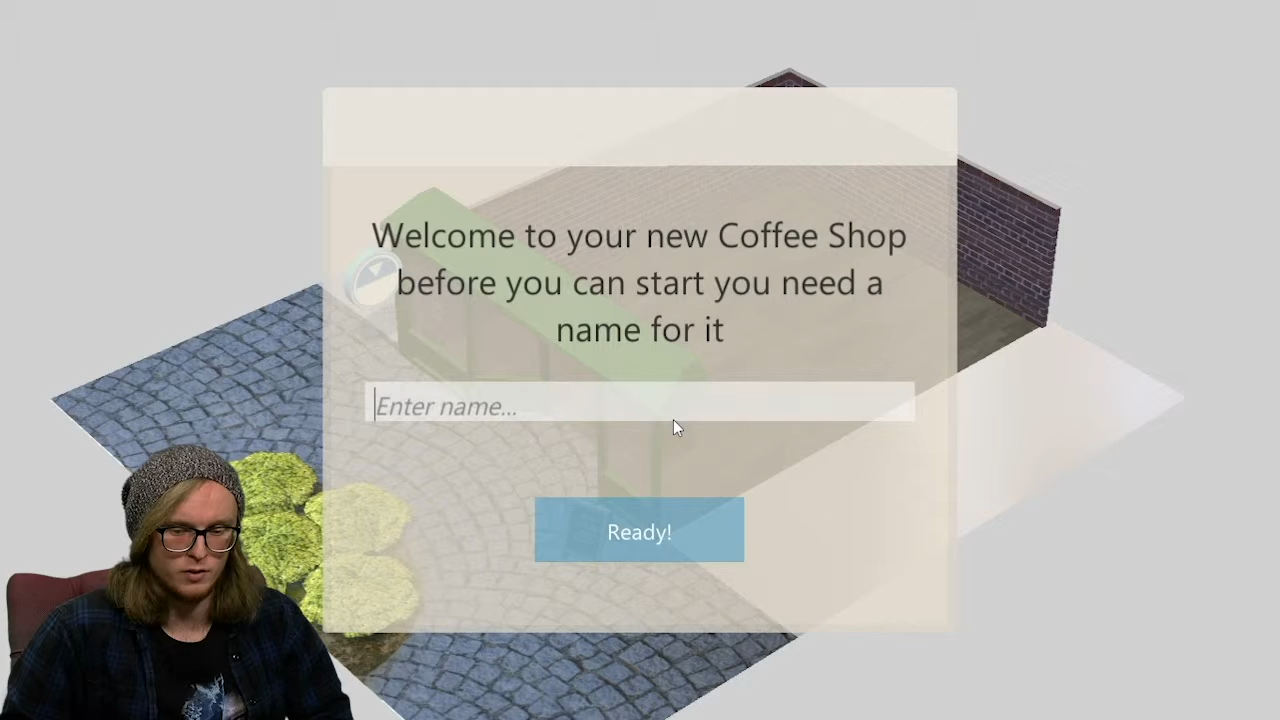 Welcome to your new Coffee Shop
before you can start you need a
name for it
Enter name...
Ready!